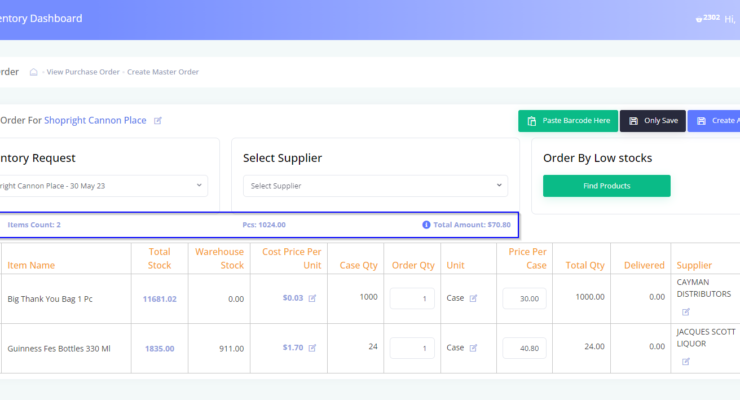 entory Dashboard
2302 Hi,
rder View Purchase Order - Create Master Order
Order For Shopright Cannon Place
Paste Barcode Here Only Save Create A
ntory Request Select Supplier Order By Low stocks
right Cannon Place - 30 May 23 Select Supplier Find Products
Items Count: 2 Pcs: 1024.00 Total Amount: $70.80
Item Name Total Stock Warehouse Stock Cost Price Per Unit Case Qty Order Qty Unit Price Per Case Total Qty Delivered Supplier
Big Thank You Bag 1 Pc 11681.02 0.00 $0.03 1000 1 Case 30.00 1000.00 0.00 CAYMAN DISTRIBUTORS
Guinness Fes Bottles 330 Ml 1835.00 911.00 $1.70 24 1 Case 40.80 24.00 0.00 JACQUES SCOTT LIQUOR